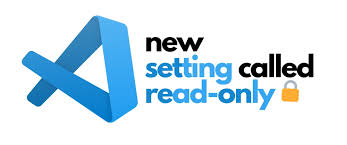 new
setting called
read-only 🔒